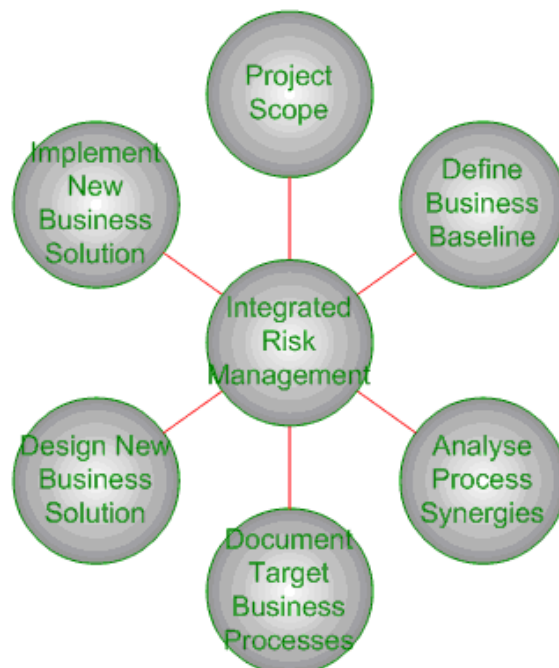 Project
Scope
Implement
New
Business
Solution
Define
Business
Baseline
Integrated
Risk
Management
Design New
Business
Solution
Analyse
Process
Synergies
Document
Target
Business
Processes